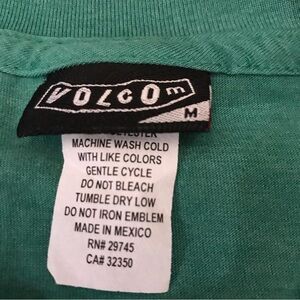 VOLCOm
M
POLYESTER
MACHINE WASH COLD
WITH LIKE COLORS
GENTLE CYCLE
DO NOT BLEACH
TUMBLE DRY LOW
DO NOT IRON EMBLEM
MADE IN MEXICO
RN# 29745
CA# 32350